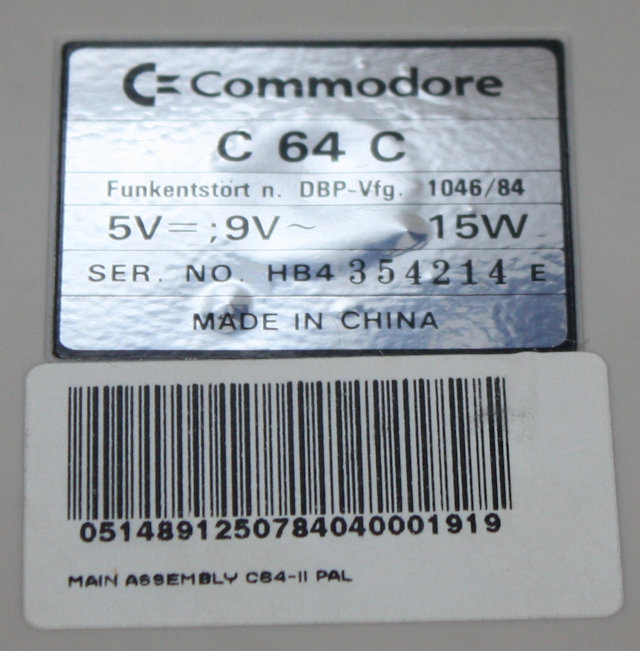 Commodore
C 64 C
Funkentstört n. DBP-Vfg. 1046/84
5V⎓;9V~ 15W
SER. NO. HB4 354214 E
MADE IN CHINA
0514891250784040001919
MAIN ASSEMBLY C64-II PAL